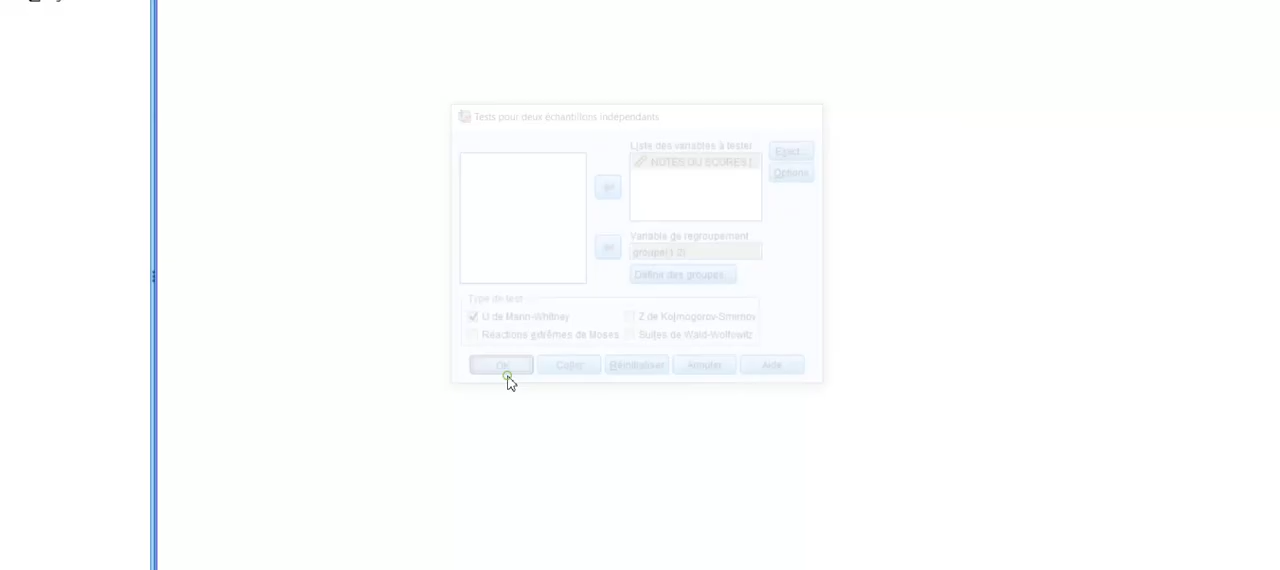 Tests pour deux échantillons indépendants
Liste des variables à tester
Exact...
NOTES OU SCORES [
Options
Variable de regroupement
groupe(1 2)
Définir des groupes...
Type de test
U de Mann-Whitney
Z de Kolmogorov-Smirnov
Réactions extrêmes de Moses
Suites de Wald-Wolfowitz
OK
Coller
Réinitialiser
Annuler
Aide